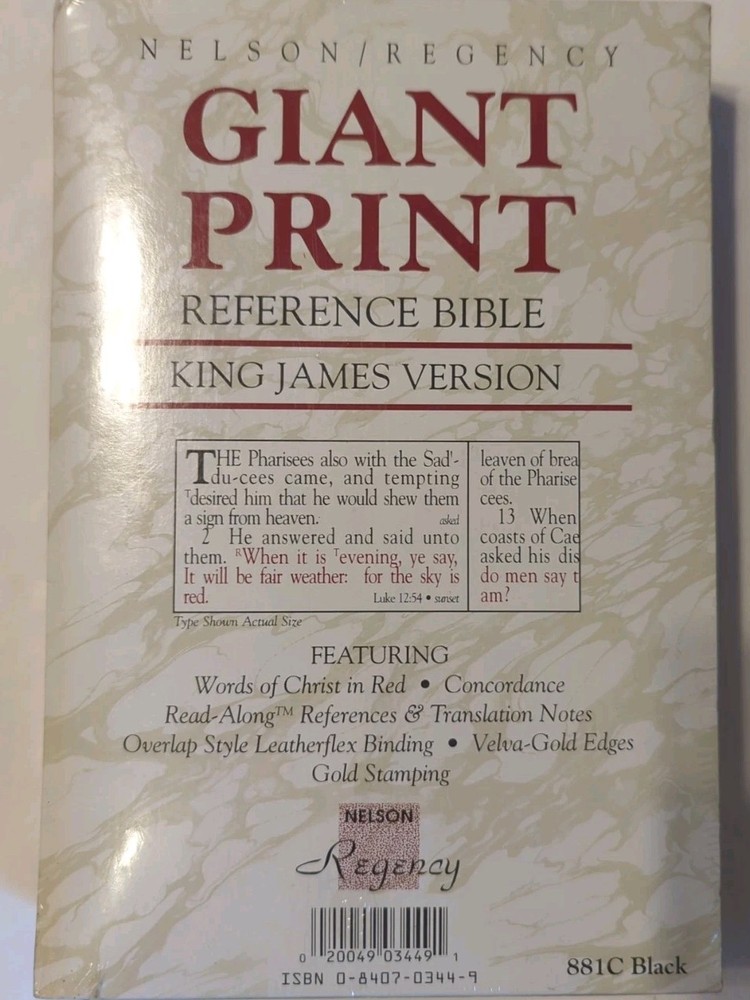 NELSON/REGENCY
GIANT
PRINT
REFERENCE BIBLE
KING JAMES VERSION
THE Pharisees also with the Sad'-
du-cees came, and tempting
ᵀdesired him that he would shew them
a sign from heaven. asked
2 He answered and said unto
them. ᴿWhen it is ᵀevening, ye say,
It will be fair weather: for the sky is
red. Luke 12:54 • sunset
leaven of brea
of the Pharise
cees.
13 When
coasts of Cae
asked his dis
do men say t
am?
Type Shown Actual Size
FEATURING
Words of Christ in Red • Concordance
Read-Along™ References & Translation Notes
Overlap Style Leatherflex Binding • Velva-Gold Edges
Gold Stamping
NELSON
Regency
0 20049 03449 1
ISBN 0-8407-0344-9
881C Black